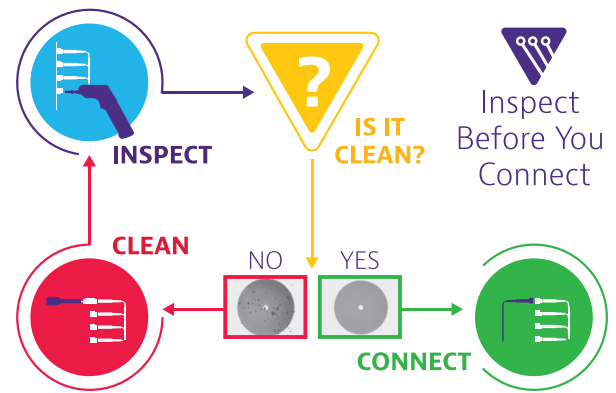 ?
INSPECT
IS IT
CLEAN?
Inspect
Before You
Connect
CLEAN
NO
YES
CONNECT